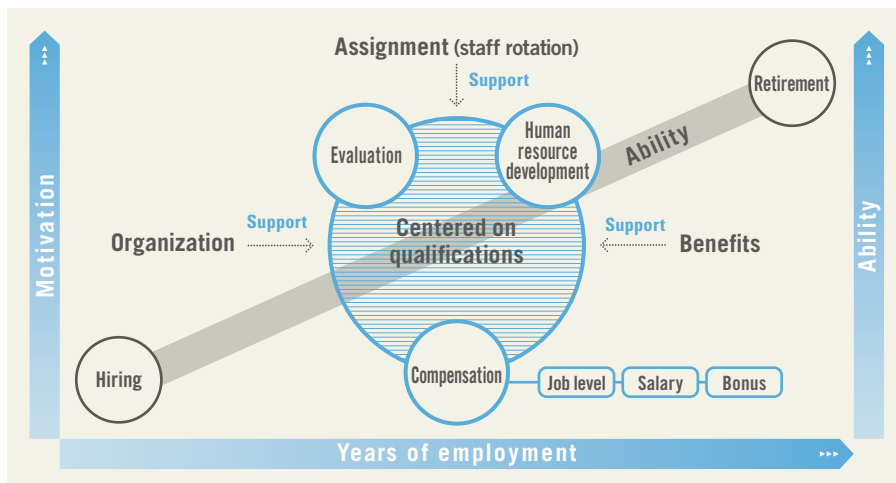 Assignment (staff rotation)
Support
Retirement
Evaluation
Human
resource
development
Ability
Motivation
Organization
Support
Centered on
qualifications
Support
Benefits
Ability
Hiring
Compensation
Job level
Salary
Bonus
Years of employment